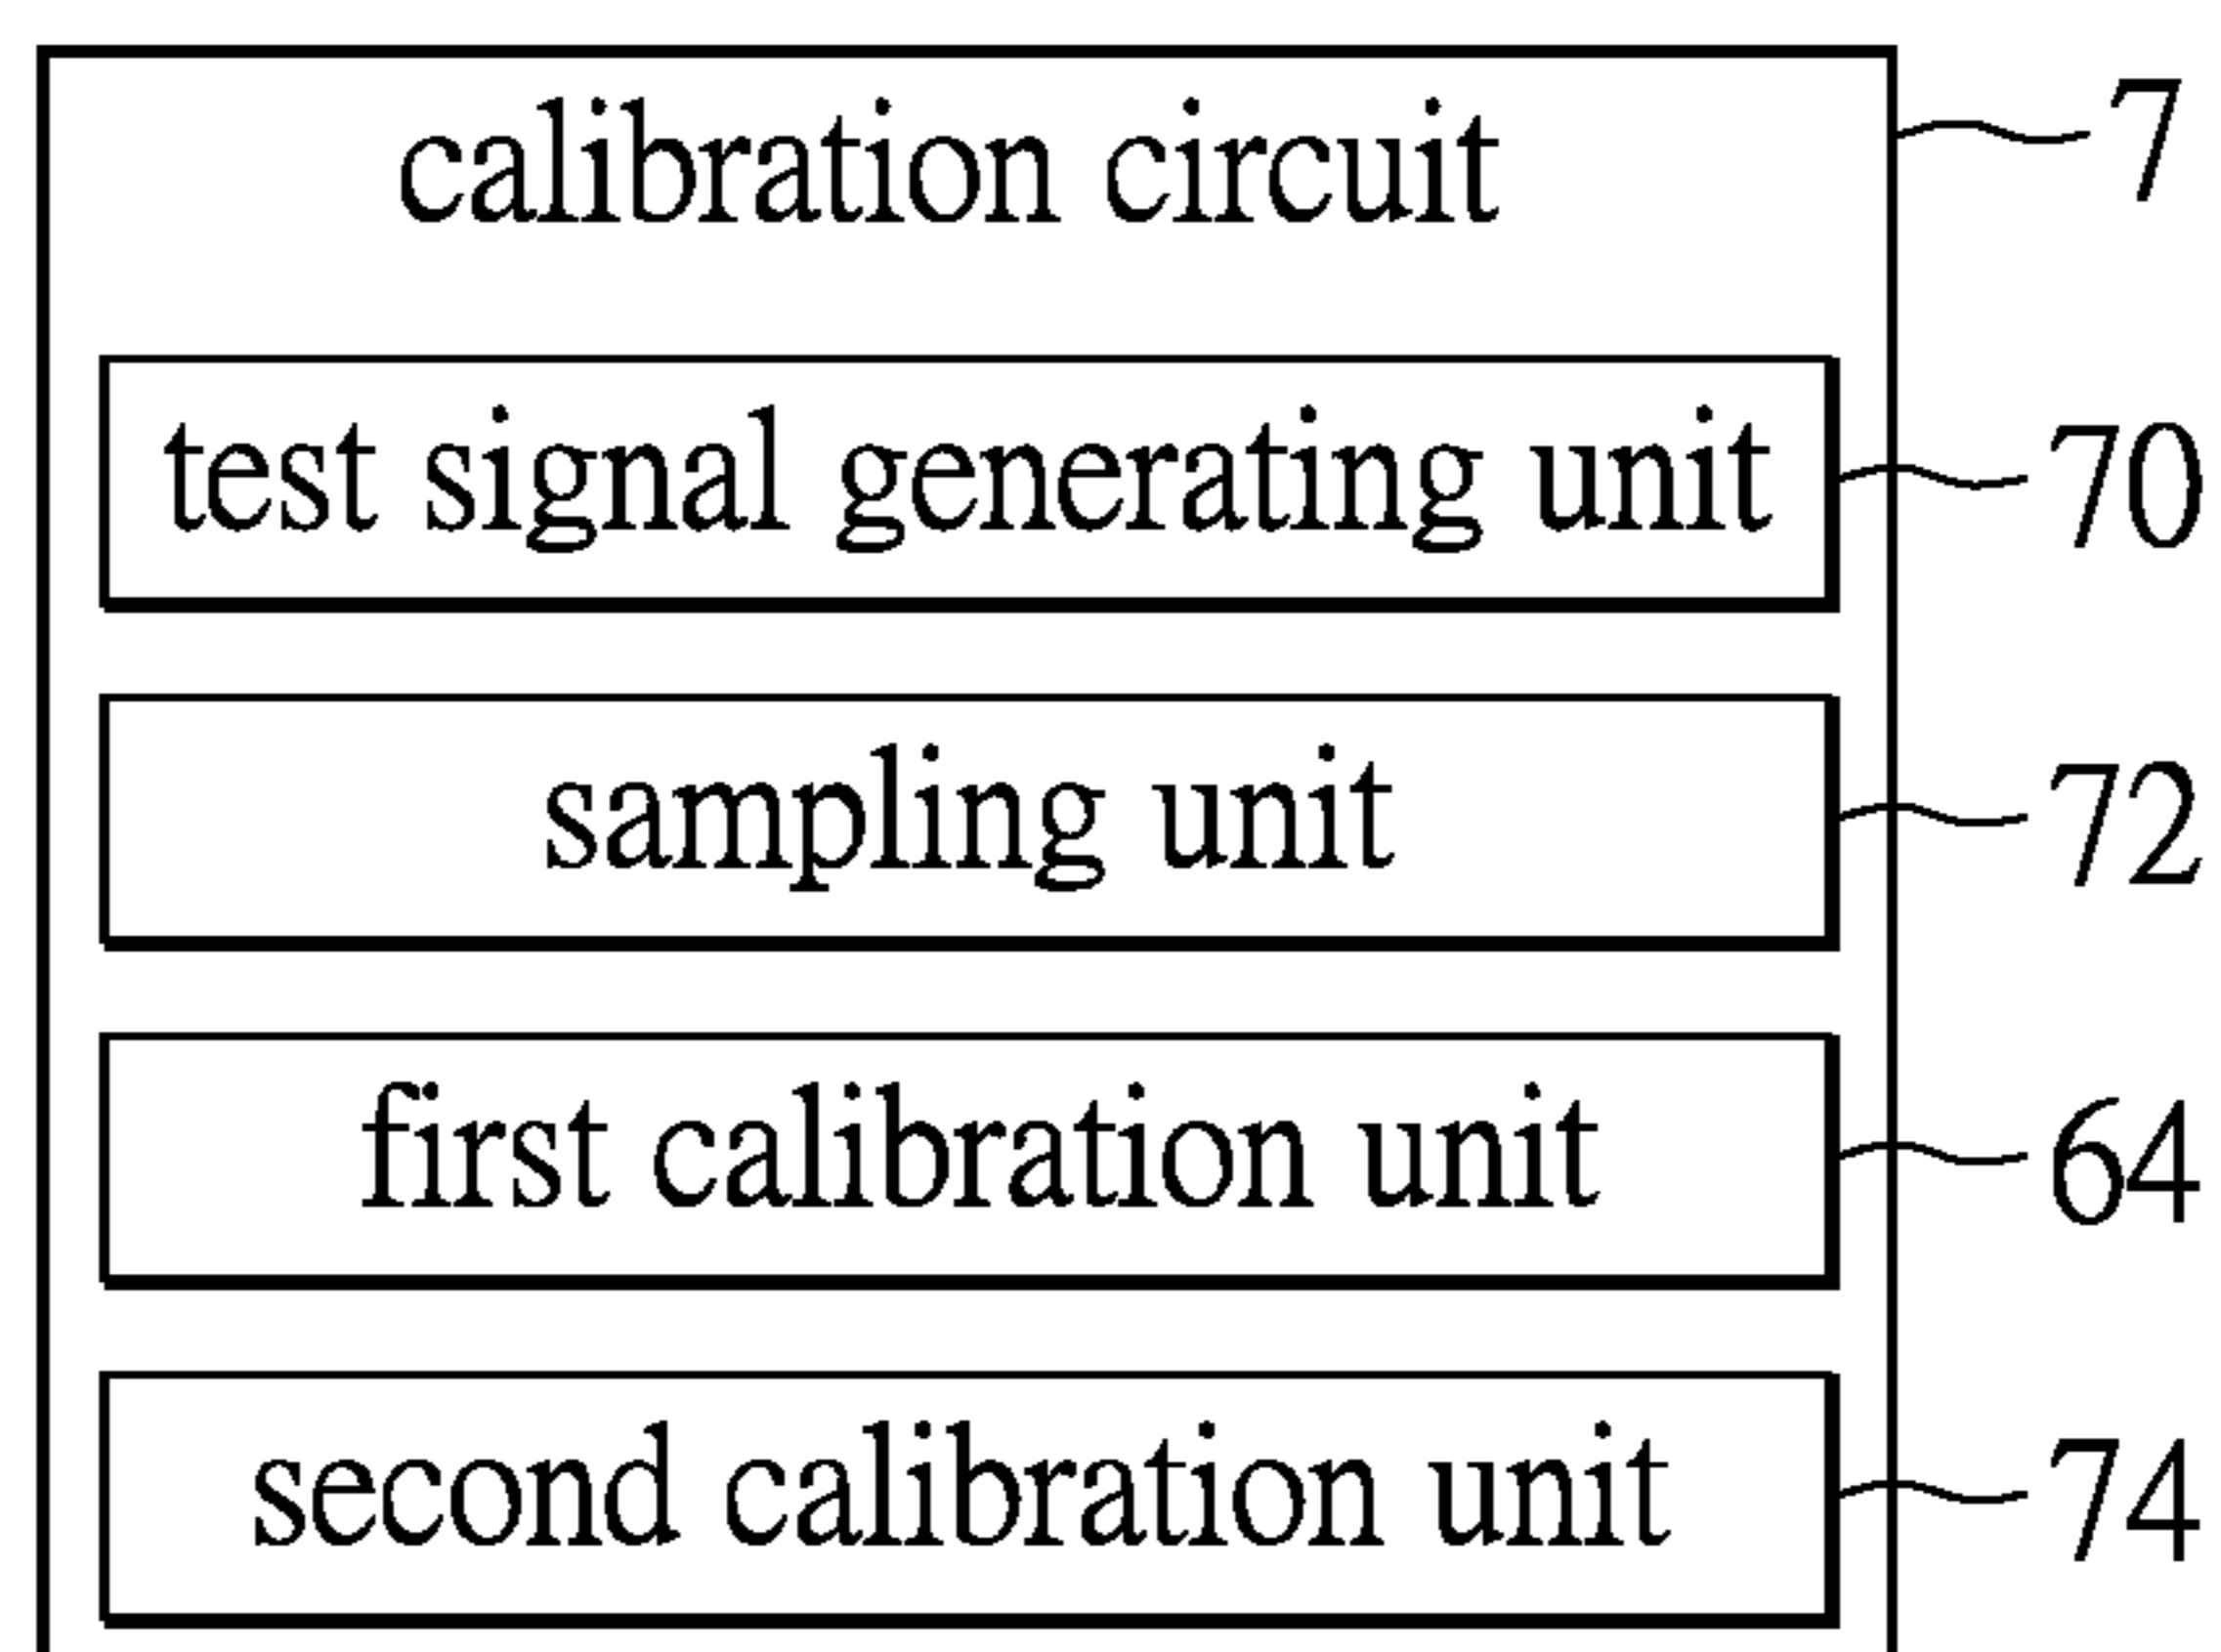 calibration circuit 7
test signal generating unit 70
sampling unit 72
first calibration unit 64
second calibration unit 74